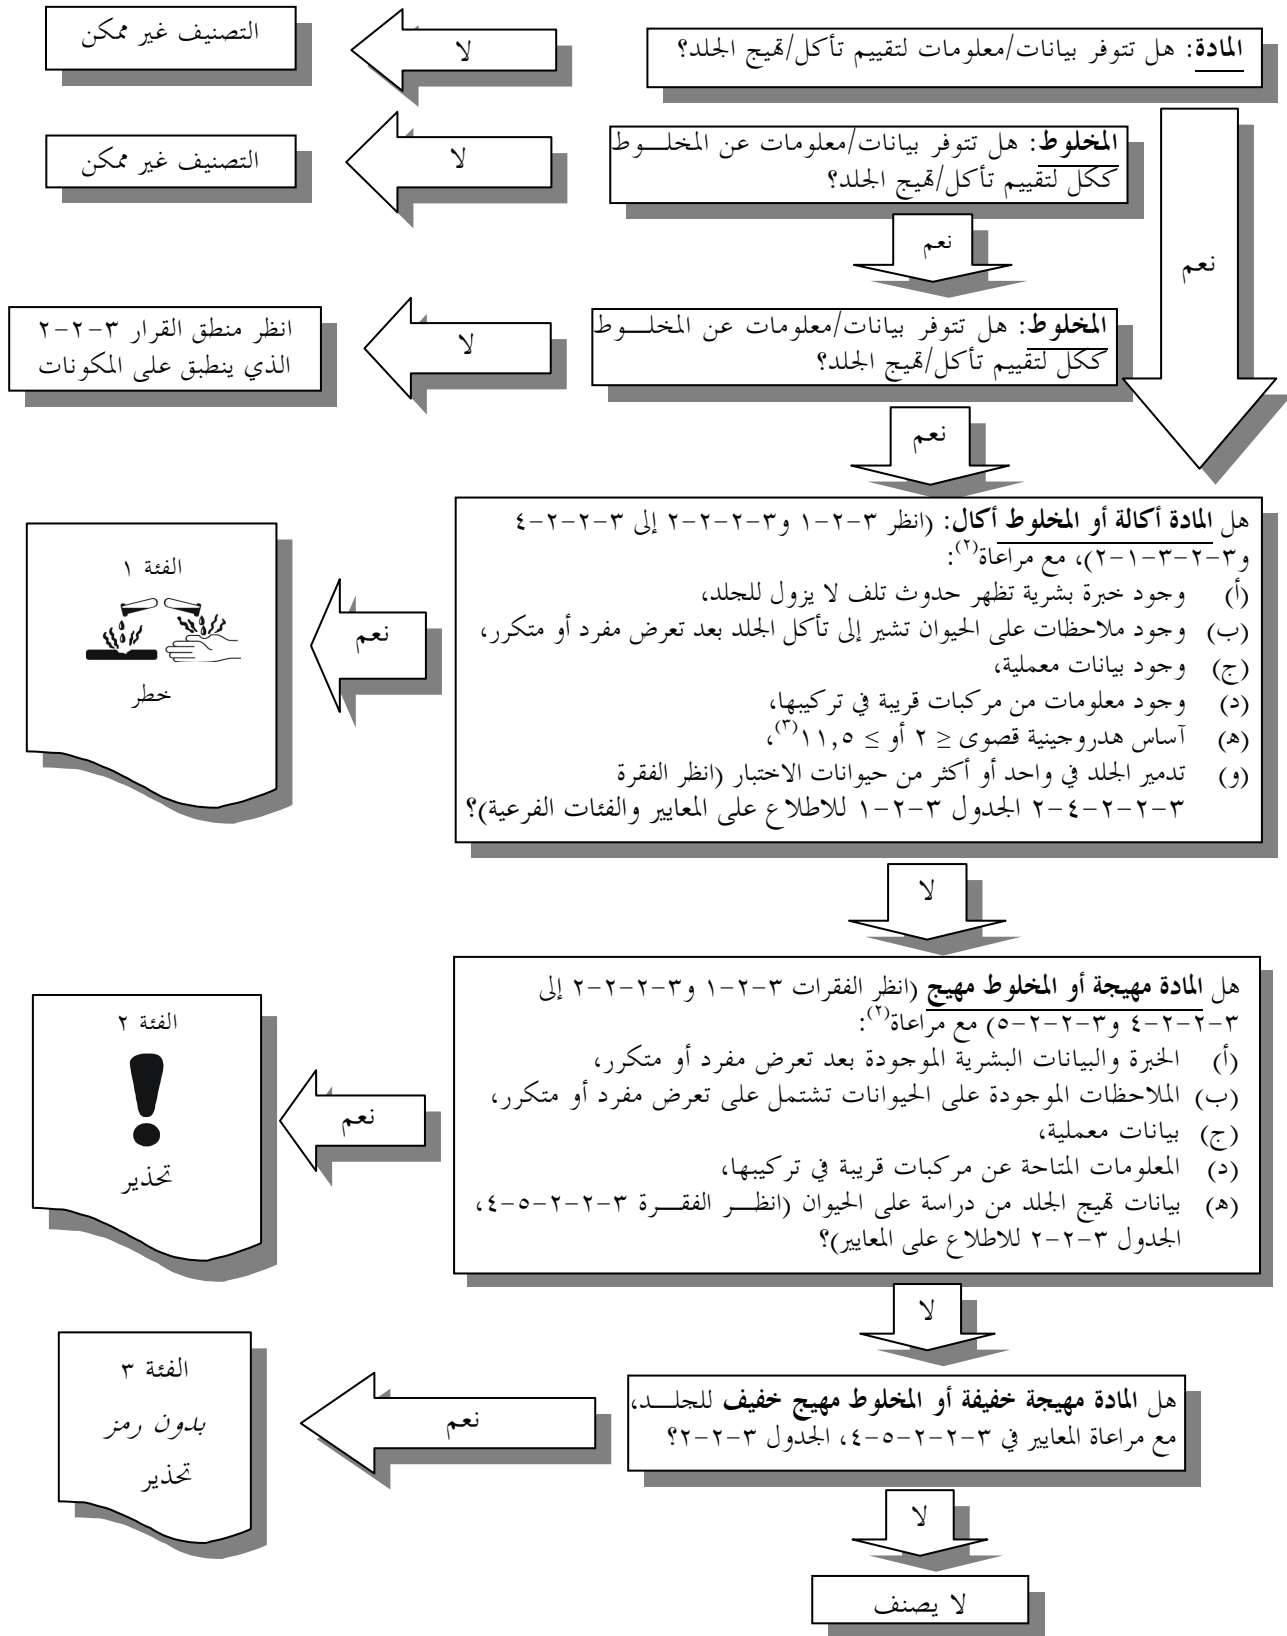 المادة: هل تتوفر بيانات/معلومات لتقييم تأكل/تهيج الجلد؟
لا
التصنيف غير ممكن
المخلوط: هل تتوفر بيانات/معلومات عن المخلـــوط
ككل لتقييم تأكل/تهيج الجلد؟
لا
التصنيف غير ممكن
نعم
نعم
المخلوط: هل تتوفر بيانات/معلومات عن المخلـــوط
ككل لتقييم تأكل/تهيج الجلد؟
لا
انظر منطق القرار ٣-٢-٢
الذي ينطبق على المكونات
نعم
هل المادة أكالة أو المخلوط أكال: (انظر ٣-٢-١ و٣-٢-٢-٢ إلى ٣-٢-٢-٤
و٣-٢-٣-١-٢)، مع مراعاة(٢):
(أ) وجود خبرة بشرية تظهر حدوث تلف لا يزول للجلد،
(ب) وجود ملاحظات على الحيوان تشير إلى تأكل الجلد بعد تعرض مفرد أو متكرر،
(ج) وجود بيانات معملية،
(د) وجود معلومات من مركبات قريبة في تركيبها،
(ه) آساس هدروجينية قصوى ≤ ٢ أو ≥ ١١,٥(٣)،
(و) تدمير الجلد في واحد أو أكثر من حيوانات الاختبار (انظر الفقرة
٣-٢-٢-٤-٢ الجدول ٣-٢-١ للاطلاع على المعايير والفئات الفرعية)؟
نعم
الفئة ١
خطر
لا
هل المادة مهيجة أو المخلوط مهيج (انظر الفقرات ٣-٢-١ و٣-٢-٢-٢ إلى
٣-٢-٢-٤ و٣-٢-٢-٥) مع مراعاة(٢):
(أ) الخبرة والبيانات البشرية الموجودة بعد تعرض مفرد أو متكرر،
(ب) الملاحظات الموجودة على الحيوانات تشتمل على تعرض مفرد أو متكرر،
(ج) بيانات معملية،
(د) المعلومات المتاحة عن مركبات قريبة في تركيبها،
(ه) بيانات تهيج الجلد من دراسة على الحيوان (انظـــر الفقـــرة ٣-٢-٢-٥-٤،
الجدول ٣-٢-٢ للاطلاع على المعايير)؟
نعم
الفئة ٢
تحذير
لا
هل المادة مهيجة خفيفة أو المخلوط مهيج خفيف للجلـــد،
مع مراعاة المعايير في ٣-٢-٢-٥-٤، الجدول ٣-٢-٢؟
نعم
الفئة ٣
بدون رمز
تحذير
لا
لا يصنف